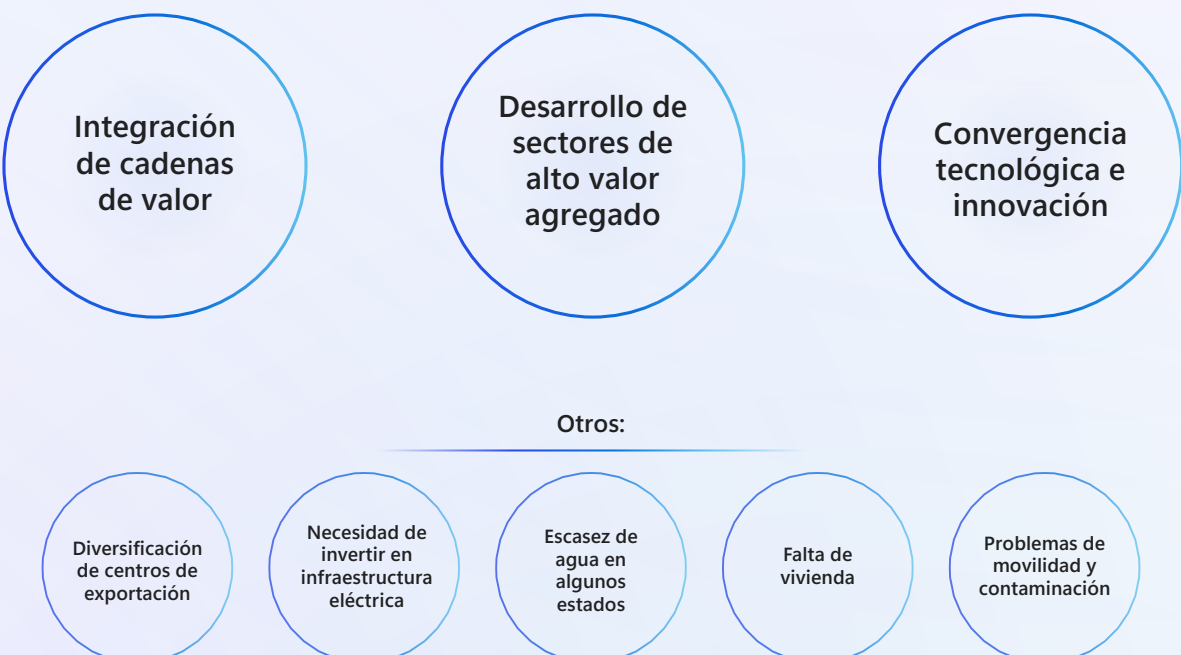 Integración
de cadenas
de valor
Desarrollo de
sectores de
alto valor
agregado
Convergencia
tecnológica e
innovación
Otros:
Diversificación
de centros de
exportación
Necesidad de
invertir en
infraestructura
eléctrica
Escasez de
agua en
algunos
estados
Falta de
vivienda
Problemas de
movilidad y
contaminación